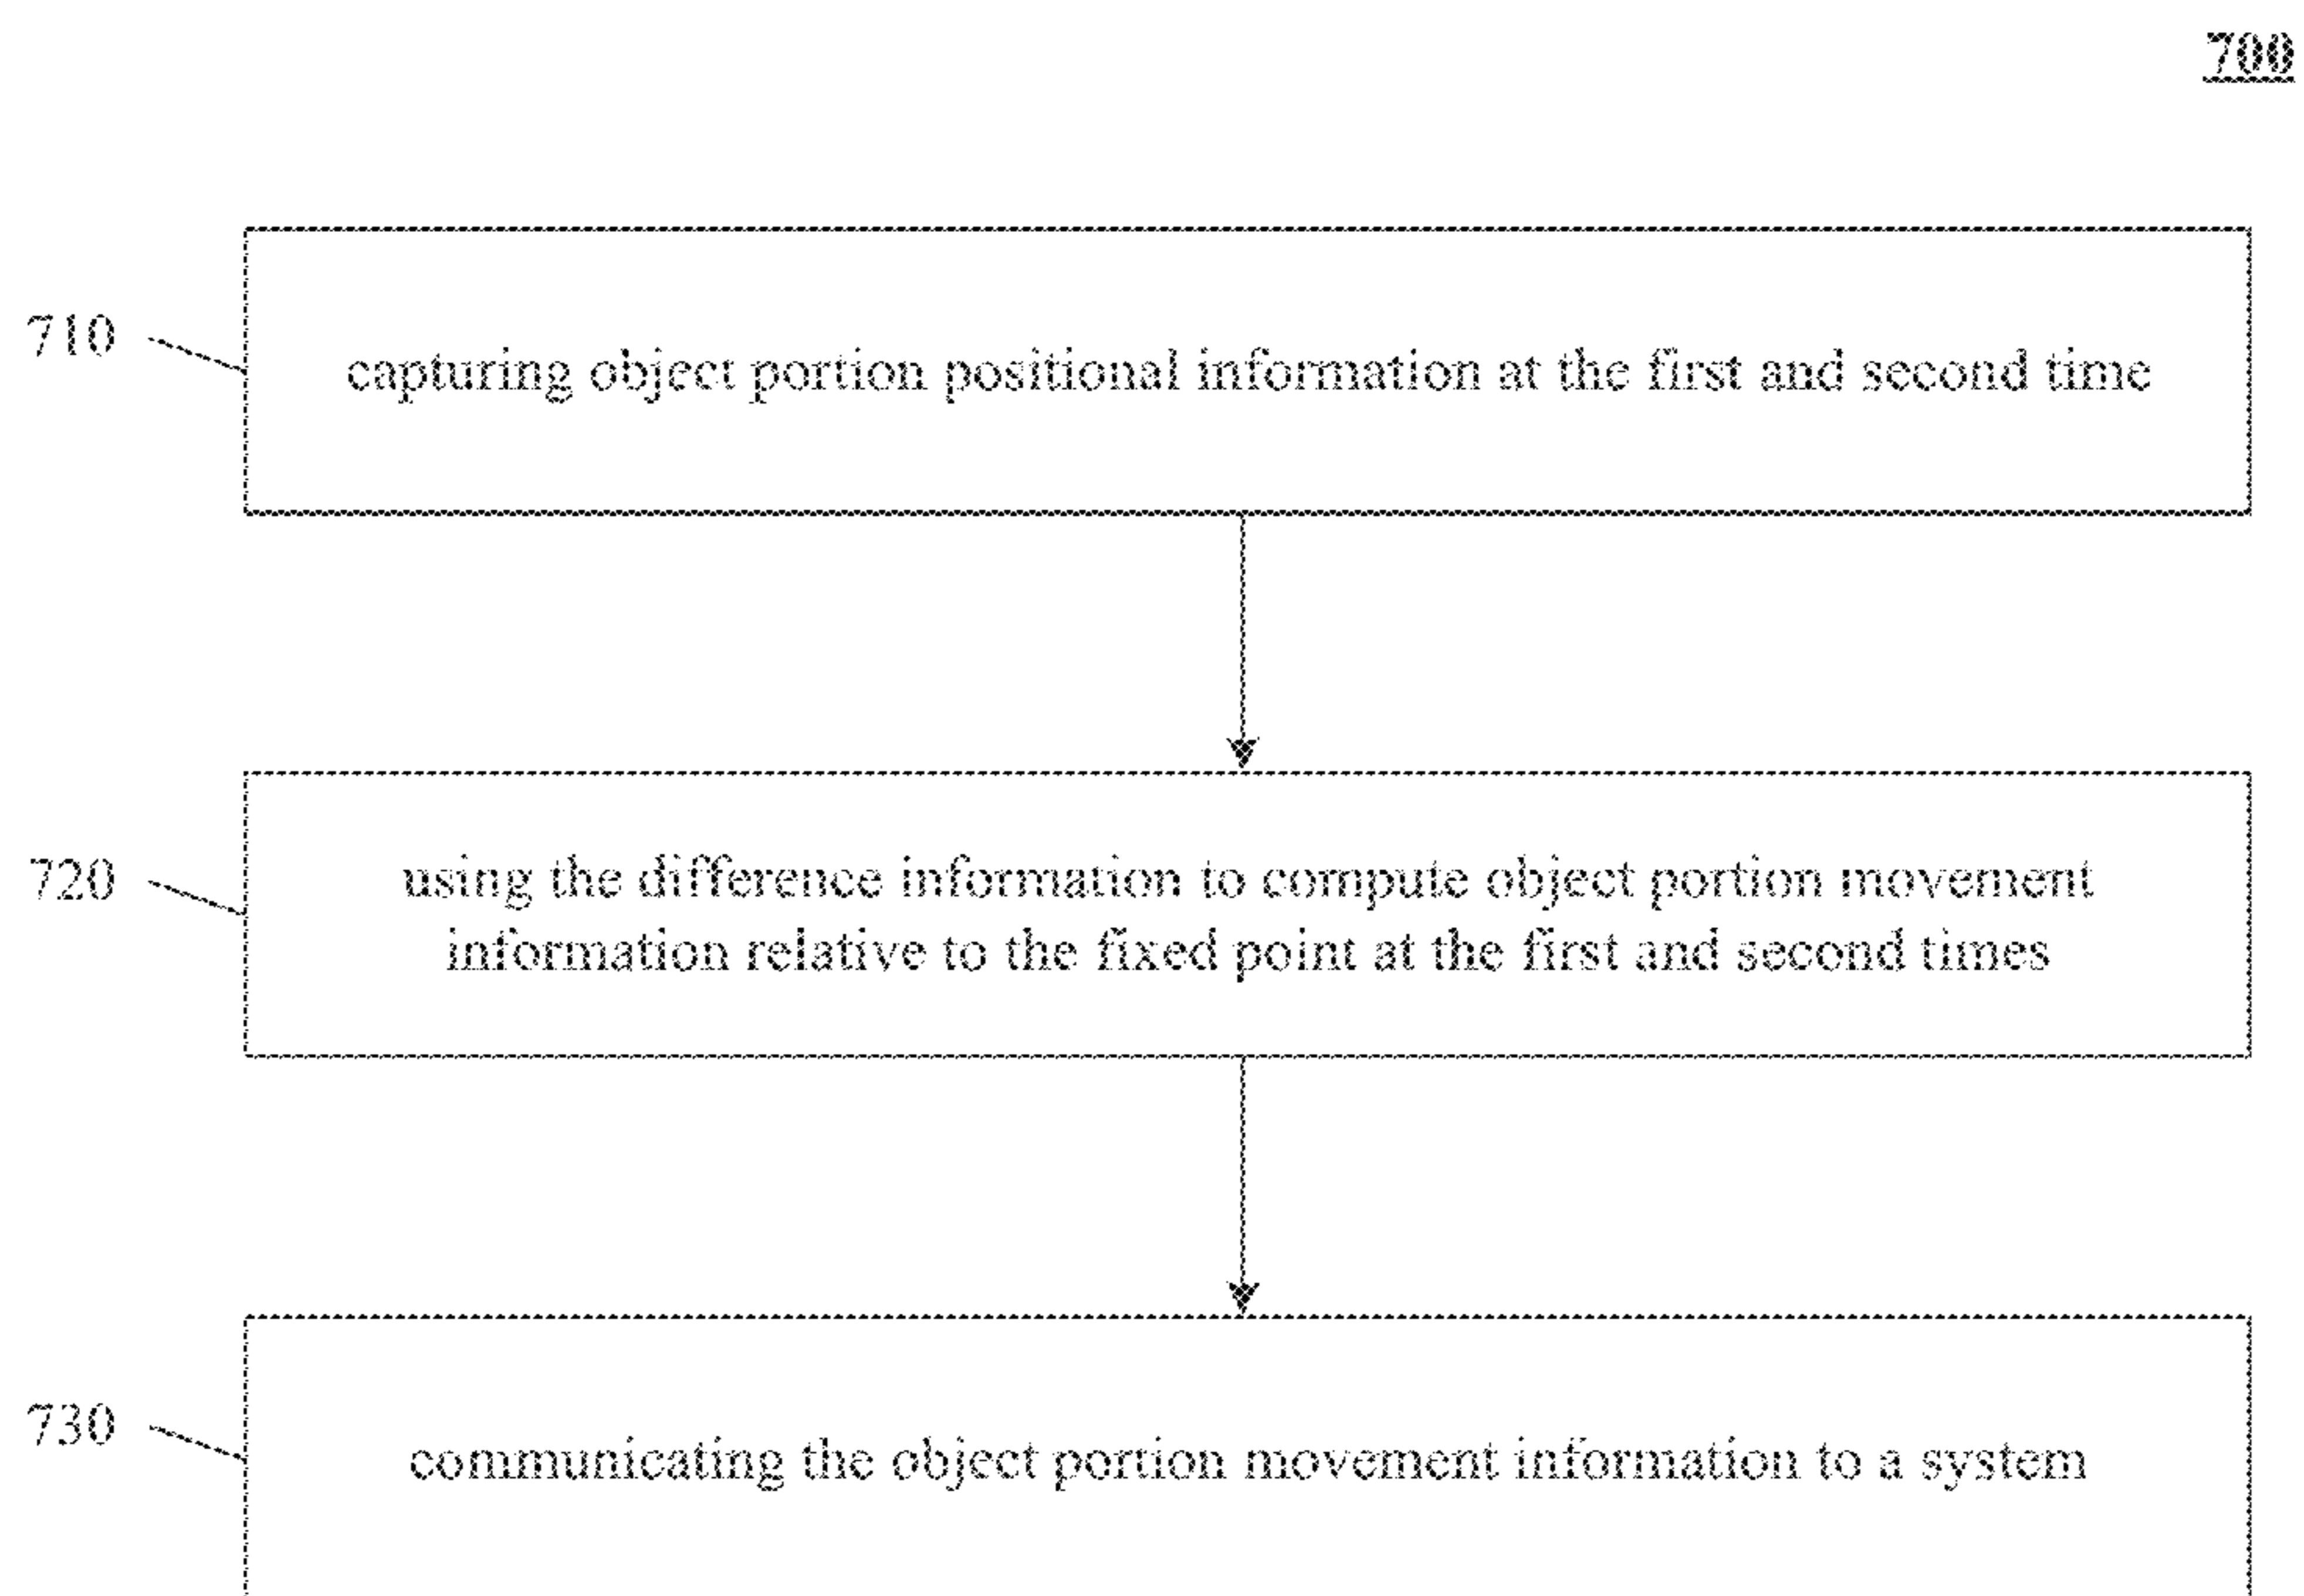 700
710
capturing object portion positional information at the first and second time
720
using the difference information to compute object portion movement
information relative to the fixed point at the first and second times
730
communicating the object portion movement information to a system